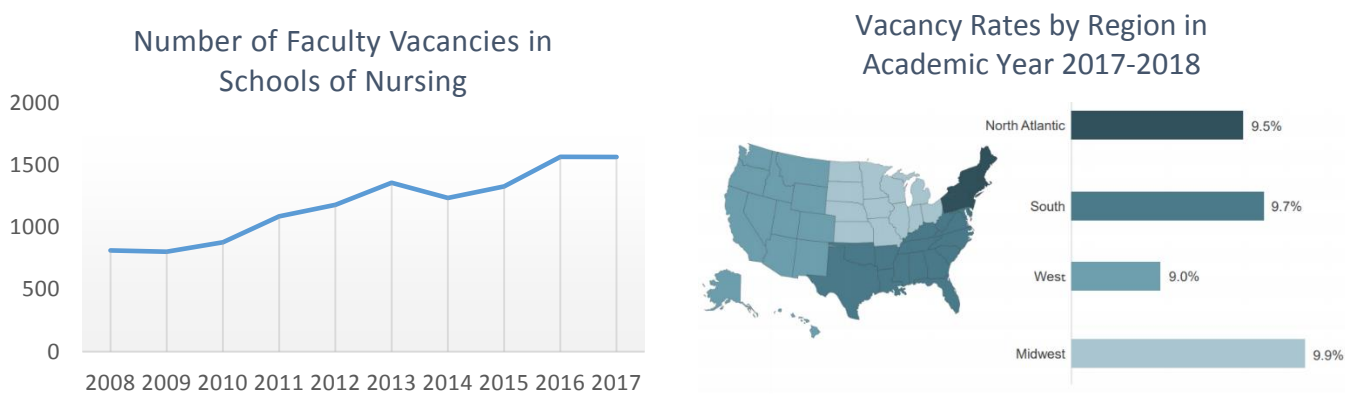 Number of Faculty Vacancies in
Schools of Nursing
2000
1500
1000
500
0
2008 2009 2010 2011 2012 2013 2014 2015 2016 2017
Vacancy Rates by Region in
Academic Year 2017-2018
North Atlantic 9.5%
South 9.7%
West 9.0%
Midwest 9.9%